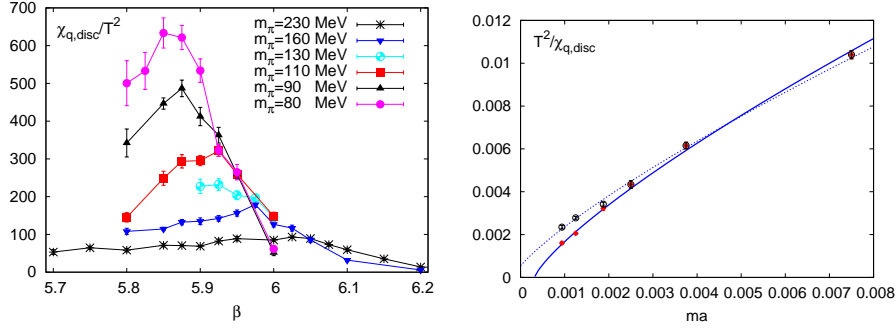 χq,disc/T²
mπ=230 MeV
mπ=160 MeV
mπ=130 MeV
mπ=110 MeV
mπ=90 MeV
mπ=80 MeV
700
600
500
400
300
200
100
0
5.7 5.8 5.9 6 6.1 6.2
β
T²/χq,disc
0.012
0.01
0.008
0.006
0.004
0.002
0
0 0.001 0.002 0.003 0.004 0.005 0.006 0.007 0.008
ma